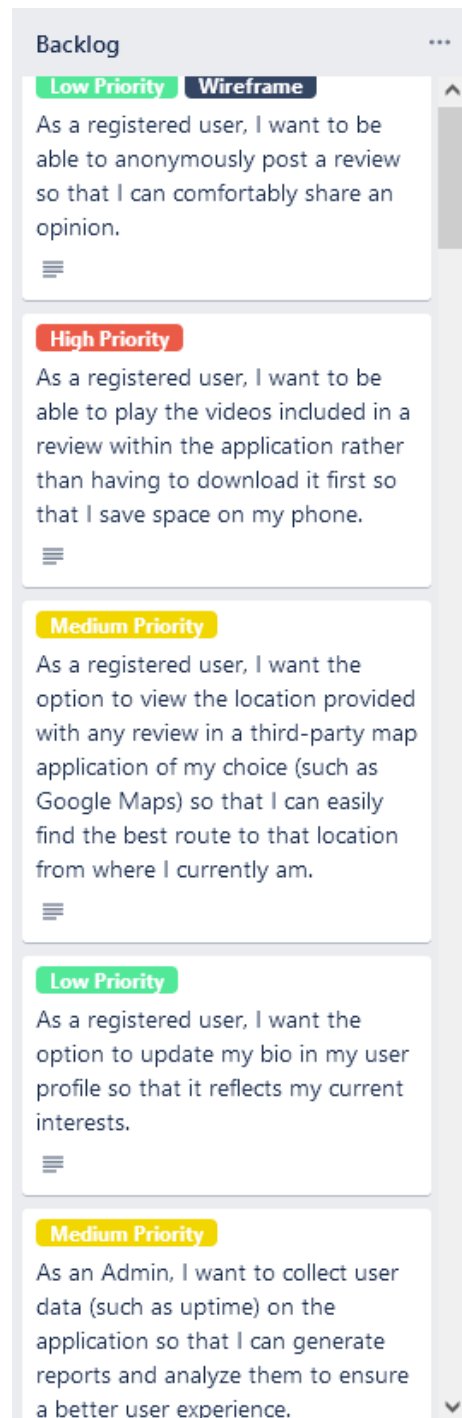 Backlog
Low Priority Wireframe
As a registered user, I want to be
able to anonymously post a review
so that I can comfortably share an
opinion.
High Priority
As a registered user, I want to be
able to play the videos included in a
review within the application rather
than having to download it first so
that I save space on my phone.
Medium Priority
As a registered user, I want the
option to view the location provided
with any review in a third-party map
application of my choice (such as
Google Maps) so that I can easily
find the best route to that location
from where I currently am.
Low Priority
As a registered user, I want the
option to update my bio in my user
profile so that it reflects my current
interests.
Medium Priority
As an Admin, I want to collect user
data (such as uptime) on the
application so that I can generate
reports and analyze them to ensure
a better user experience.